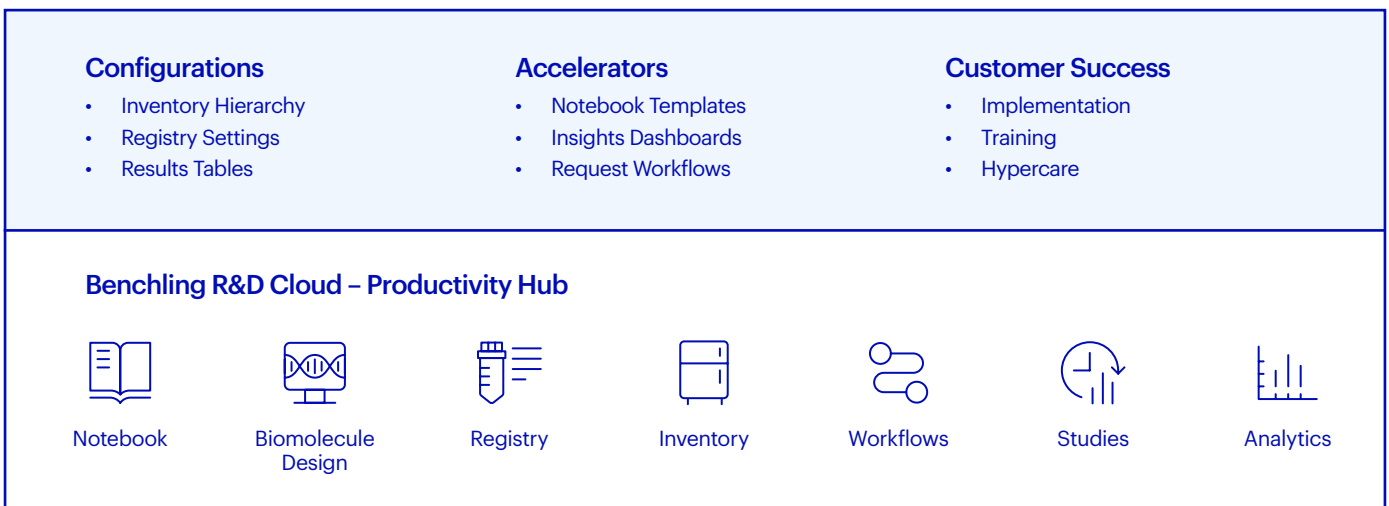 Configurations
• Inventory Hierarchy
• Registry Settings
• Results Tables
Accelerators
• Notebook Templates
• Insights Dashboards
• Request Workflows
Customer Success
• Implementation
• Training
• Hypercare
Benchling R&D Cloud – Productivity Hub
Notebook
Biomolecule
Design
Registry
Inventory
Workflows
Studies
Analytics